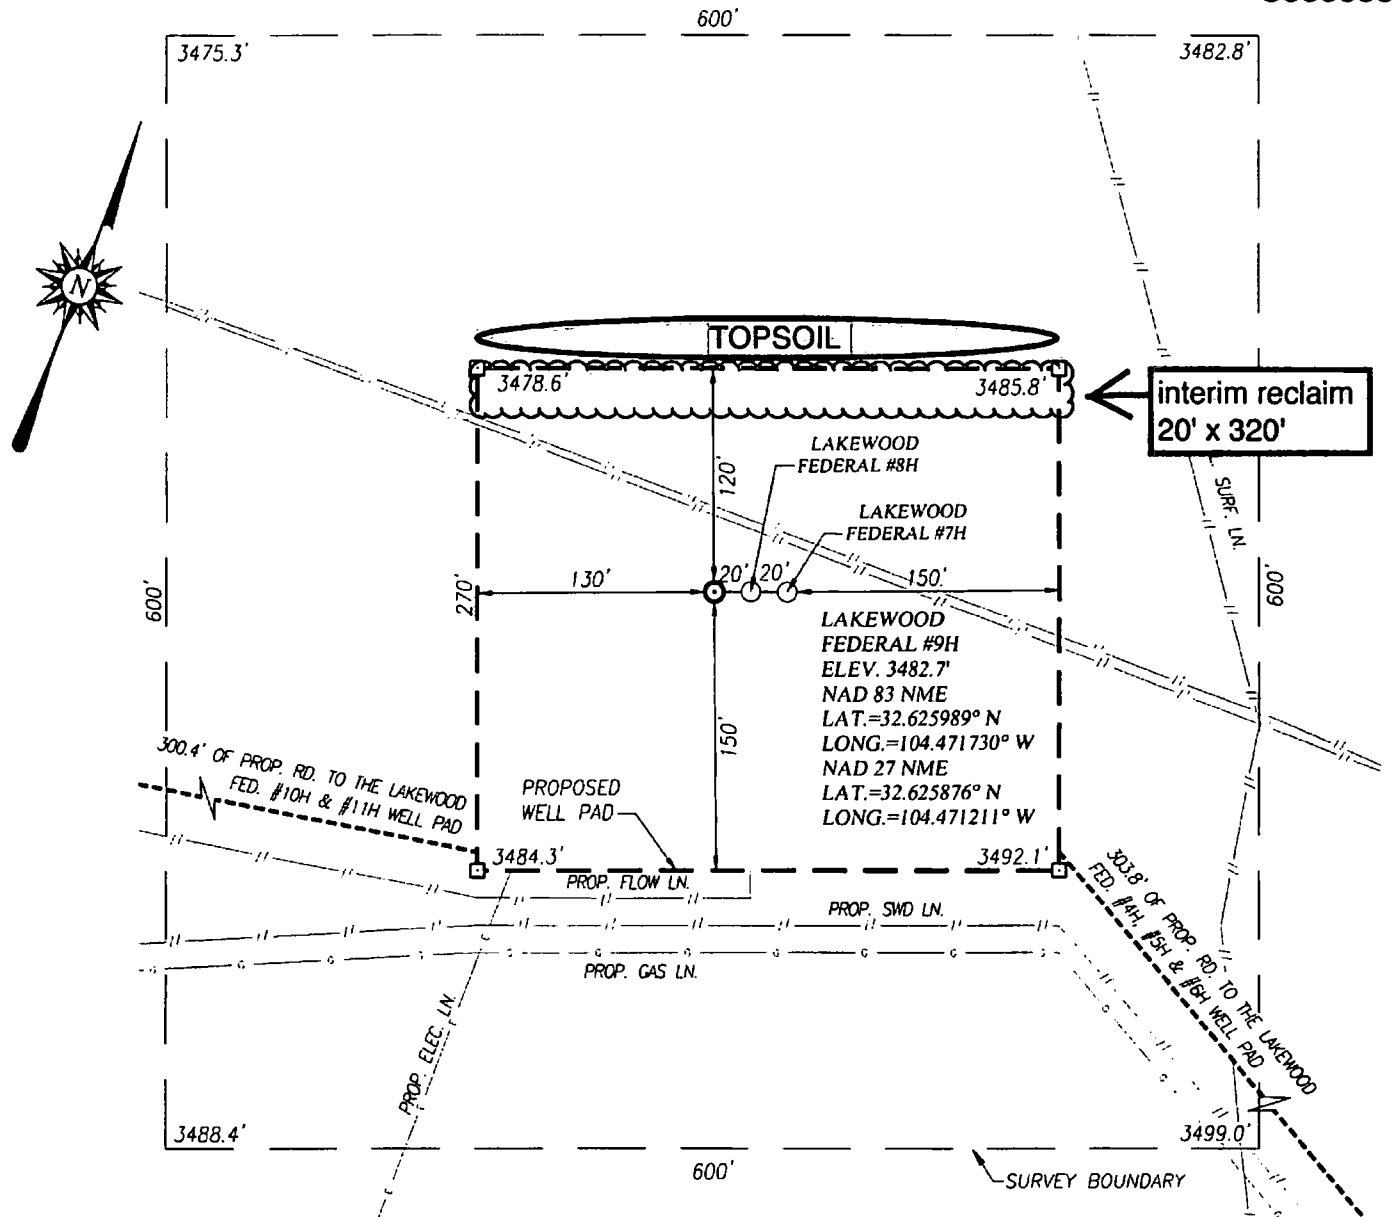 600'
3475.3'
3482.8'
N
TOPSOIL
3478.6'
3485.8'
interim reclaim
20' x 320'
LAKEWOOD
FEDERAL #8H
120'
SURF. LN.
LAKEWOOD
FEDERAL #7H
600'
270'
130'
20'
20'
150'
600'
LAKEWOOD
FEDERAL #9H
ELEV. 3482.7'
NAD 83 NME
LAT.=32.625989° N
LONG.=104.471730° W
NAD 27 NME
LAT.=32.625876° N
LONG.=104.471211° W
150'
300.4' OF PROP. RD. TO THE LAKEWOOD
FED. #10H & #11H WELL PAD
PROPOSED
WELL PAD
3484.3'
3492.1'
PROP. FLOW LN.
PROP. SWD LN.
PROP. GAS LN.
303.8' OF PROP. RD. TO THE LAKEWOOD
FED. #4H, #5H & #6H WELL PAD
PROP. ELEC. LN.
3488.4'
3499.0'
600'
SURVEY BOUNDARY